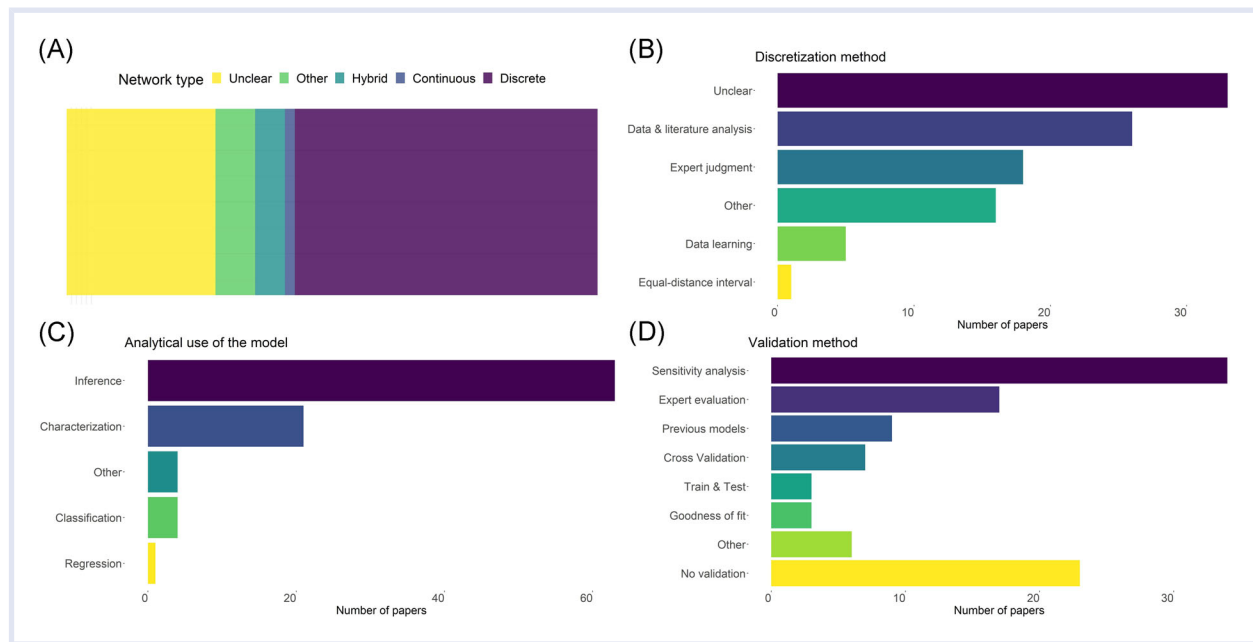 (A)
Network type Unclear Other Hybrid Continuous Discrete
(B)
Discretization method
Unclear
Data & literature analysis
Expert judgment
Other
Data learning
Equal-distance interval
0 10 20 30
Number of papers
(C)
Analytical use of the model
Inference
Characterization
Other
Classification
Regression
0 20 40 60
Number of papers
(D)
Validation method
Sensitivity analysis
Expert evaluation
Previous models
Cross Validation
Train & Test
Goodness of fit
Other
No validation
0 10 20 30
Number of papers